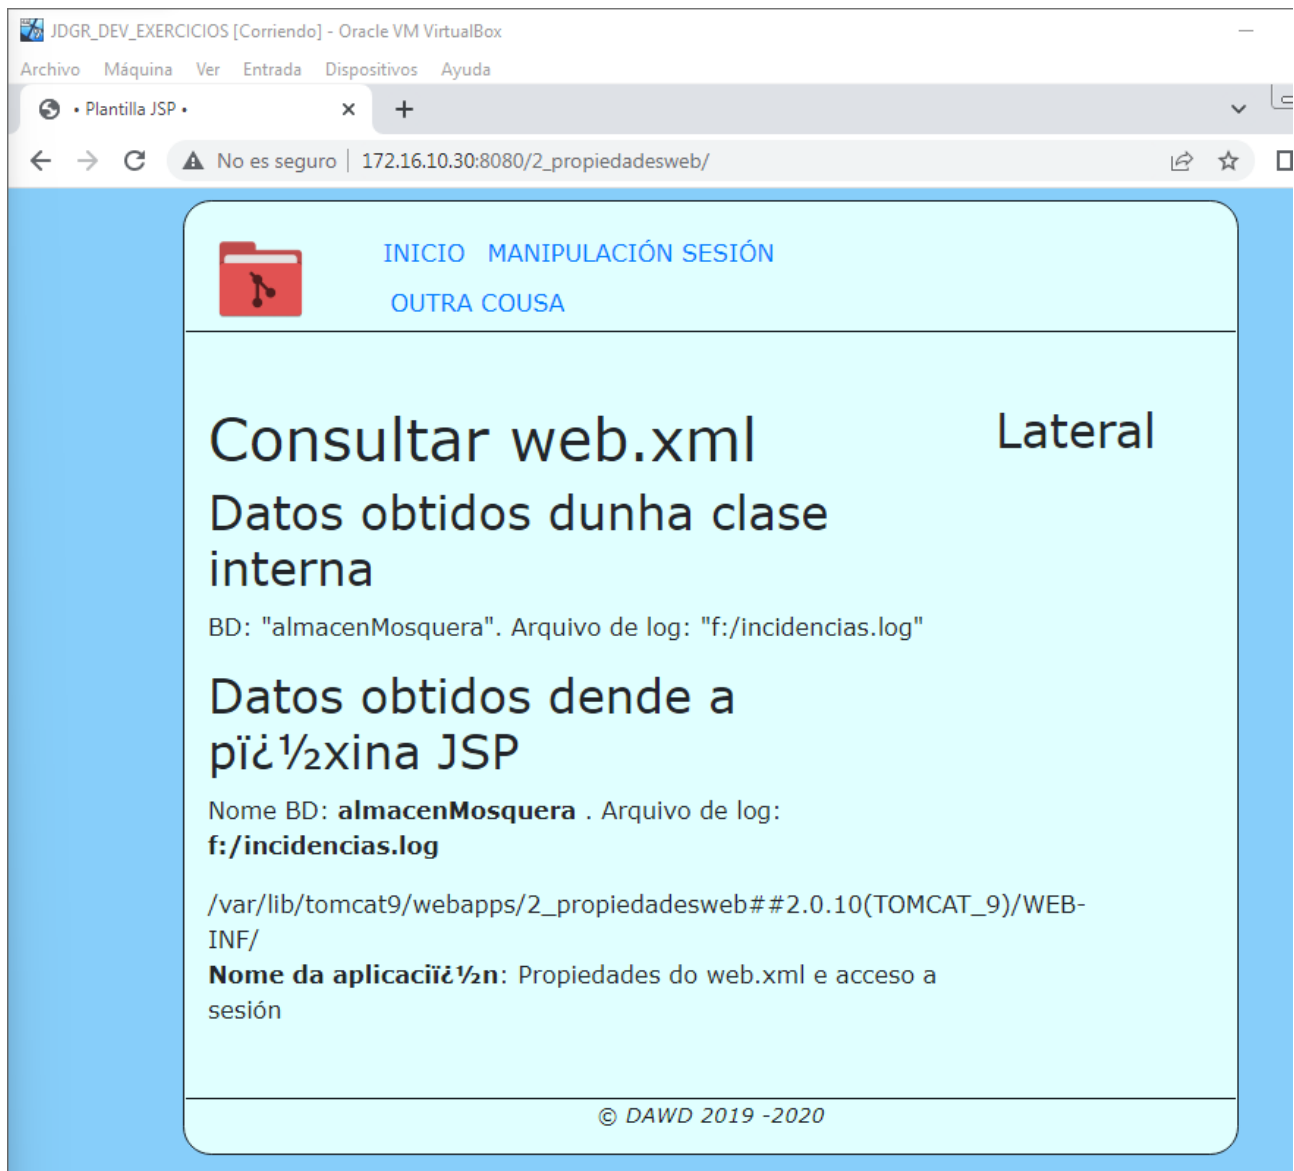 JDGR_DEV_EXERCICIOS [Corriendo] - Oracle VM VirtualBox
Archivo Máquina Ver Entrada Dispositivos Ayuda
• Plantilla JSP •
No es seguro 172.16.10.30:8080/2_propiedadesweb/
INICIO MANIPULACIÓN SESIÓN
OUTRA COUSA
Consultar web.xml
Lateral
Datos obtidos dunha clase
interna
BD: "almacenMosquera". Arquivo de log: "f:/incidencias.log"
Datos obtidos dende a
pï¿½xina JSP
Nome BD: almacenMosquera . Arquivo de log:
f:/incidencias.log
/var/lib/tomcat9/webapps/2_propiedadesweb##2.0.10(TOMCAT_9)/WEB-
INF/
Nome da aplicaciï¿½n: Propiedades do web.xml e acceso a
sesión
© DAWD 2019 -2020